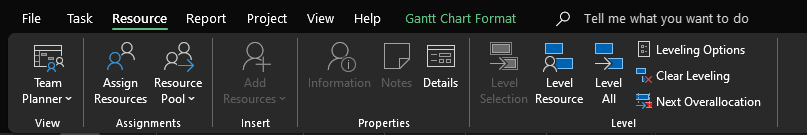 File Task Resource Report Project View Help Gantt Chart Format Tell me what you want to do
Team Planner
Assign Resources
Resource Pool
Add Resources
Information
Notes
Details
Level Selection
Level Resource
Level All
Leveling Options
Clear Leveling
Next Overallocation
View Assignments Insert Properties Level